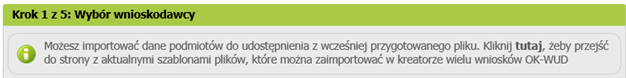 Krok 1 z 5: Wybór wnioskodawcy
Możesz importować dane podmiotów do udostępnienia z wcześniej przygotowanego pliku. Kliknij tutaj, żeby przejść
do strony z aktualnymi szablonami plików, które można zaimportować w kreatorze wielu wniosków OK-WUD